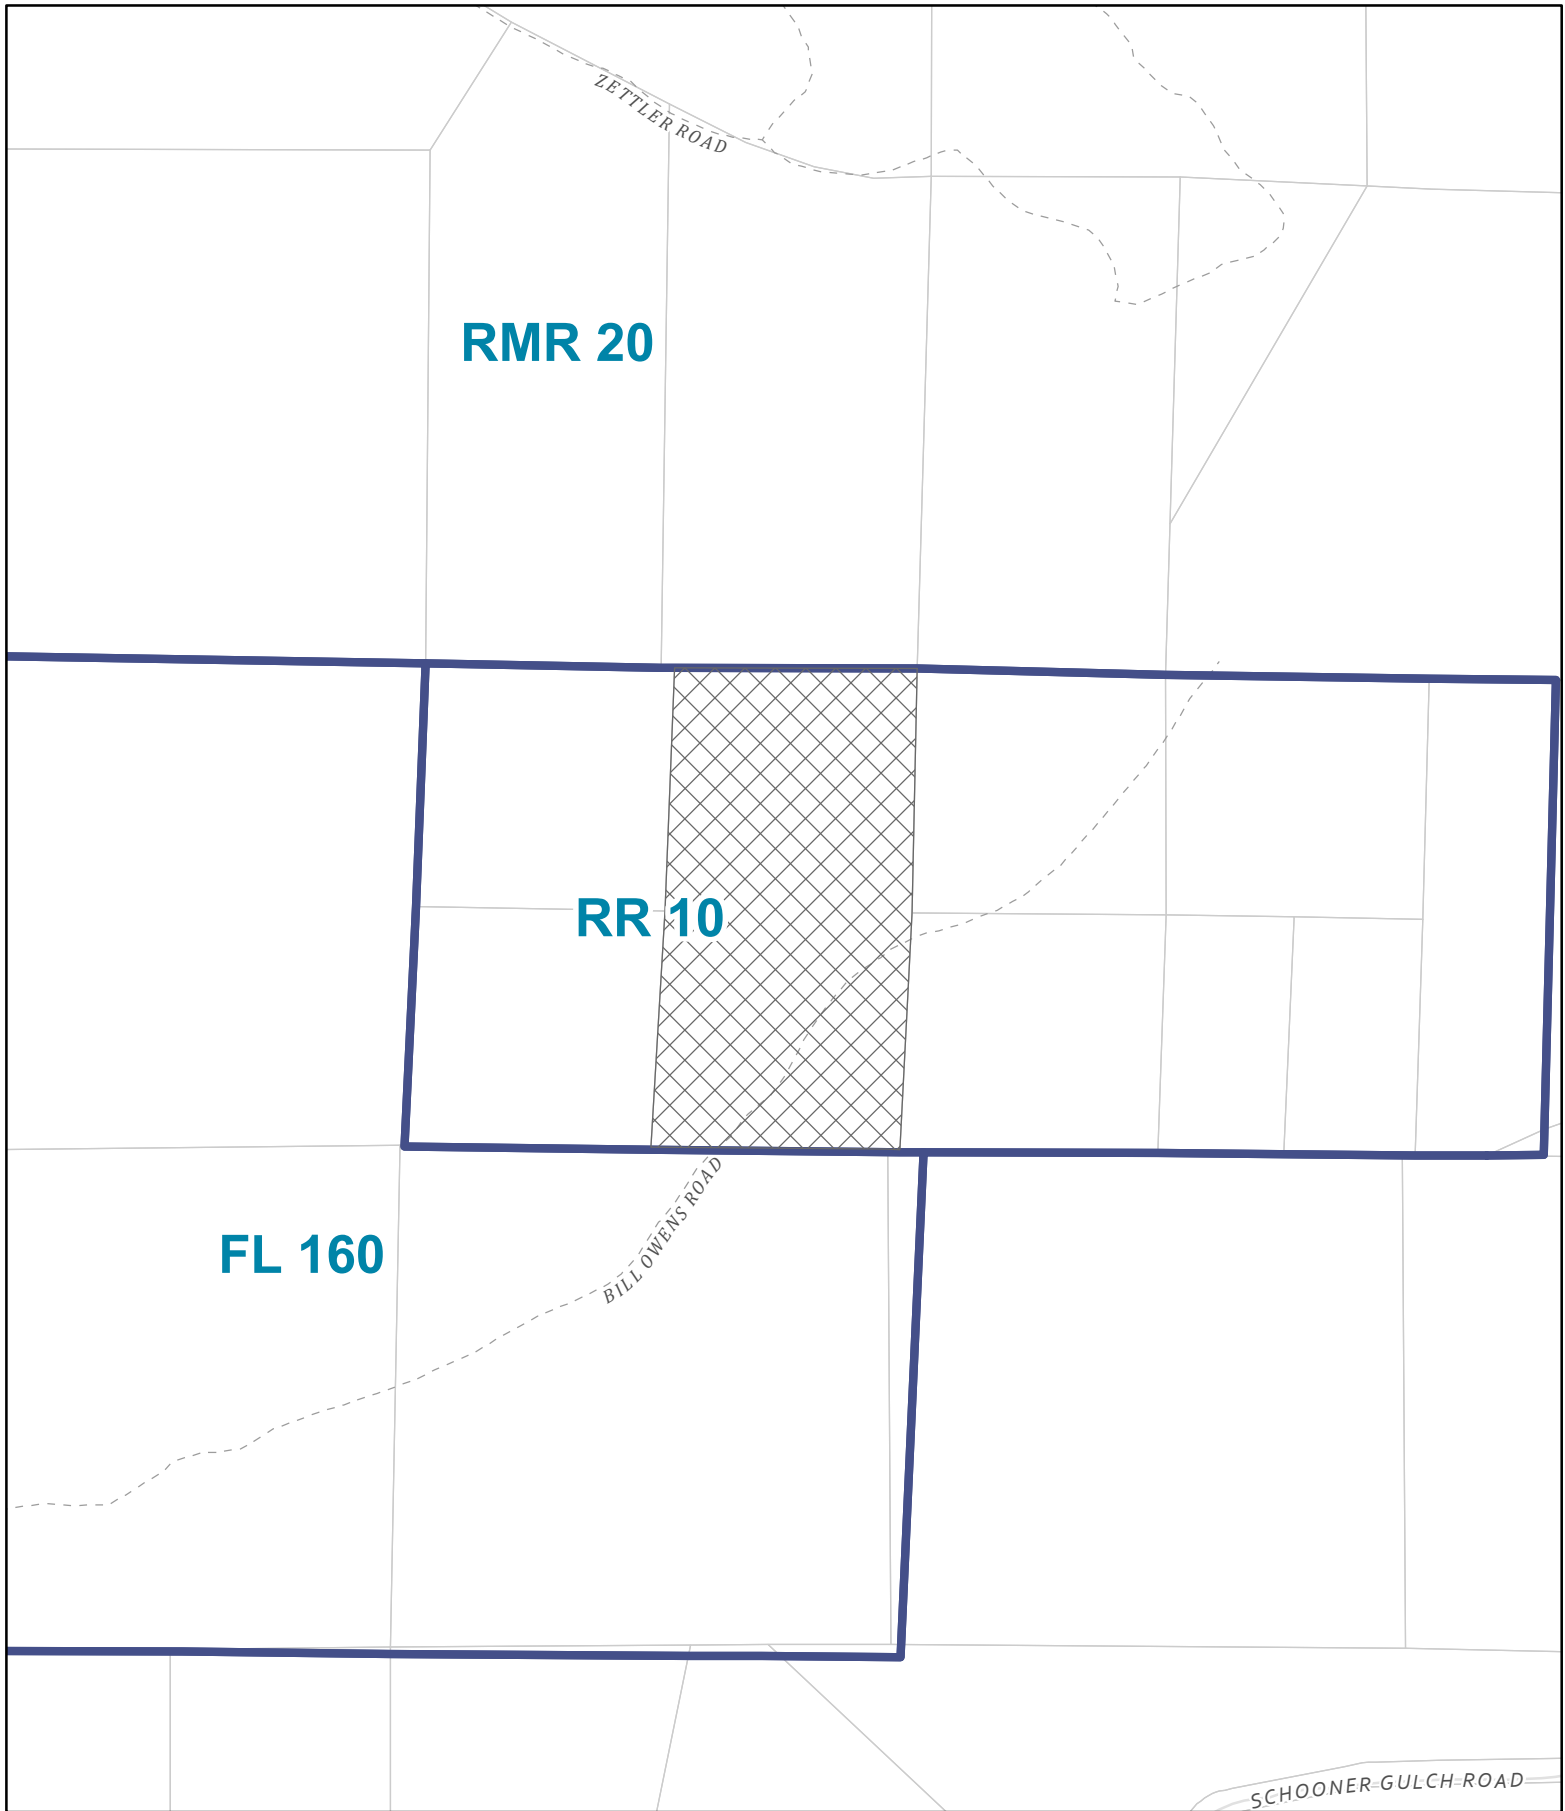 ZETTLER ROAD
RMR 20
RR 10
BILL OWENS ROAD
FL 160
SCHOONER GULCH ROAD